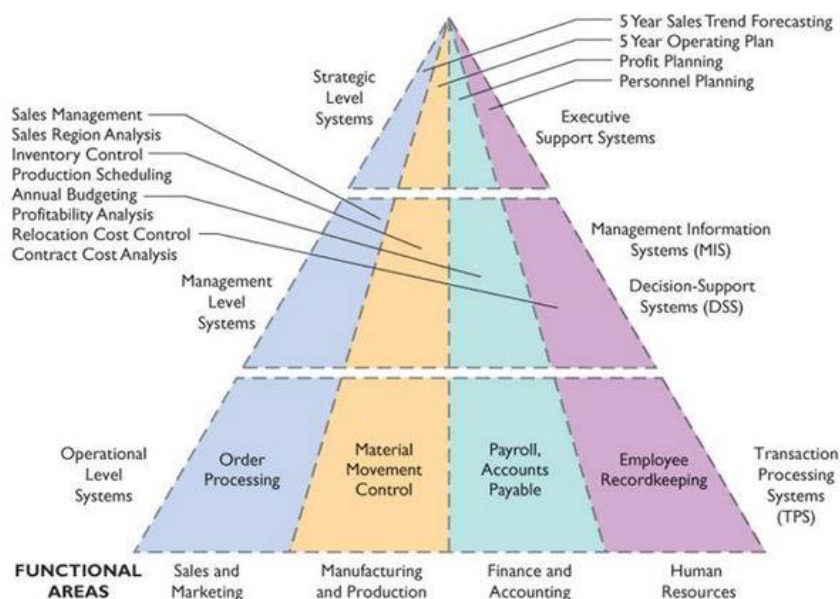 5 Year Sales Trend Forecasting
5 Year Operating Plan
Profit Planning
Personnel Planning
Strategic
Level
Systems
Executive
Support Systems
Sales Management
Sales Region Analysis
Inventory Control
Production Scheduling
Annual Budgeting
Profitability Analysis
Relocation Cost Control
Contract Cost Analysis
Management Information
Systems (MIS)
Management
Level
Systems
Decision-Support
Systems (DSS)
Operational
Level
Systems
Order
Processing
Material
Movement
Control
Payroll,
Accounts
Payable
Employee
Recordkeeping
Transaction
Processing
Systems
(TPS)
FUNCTIONAL
AREAS
Sales and
Marketing
Manufacturing
and Production
Finance and
Accounting
Human
Resources